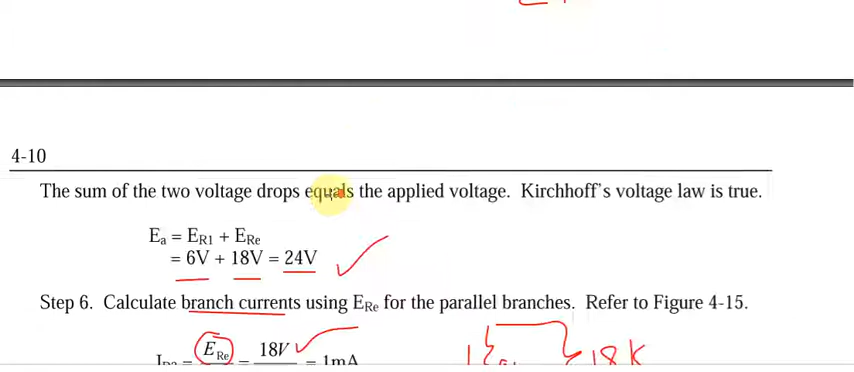 4-10
The sum of the two voltage drops equals the applied voltage. Kirchhoff's voltage law is true.
Ea = ER1 + ERe
= 6V + 18V = 24V
Step 6. Calculate branch currents using ERe for the parallel branches. Refer to Figure 4-15.
ERe
= 18V = 1mA
18K